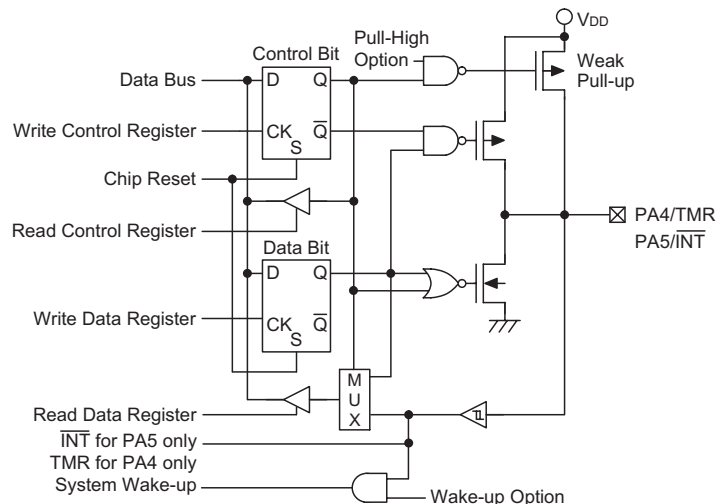 VDD
Control Bit
Pull-High
Option
Weak
Pull-up
Data Bus
D
Q
Write Control Register
CK
Q
S
Chip Reset
Read Control Register
PA4/TMR
PA5/INT
Data Bit
D
Q
Write Data Register
CK
Q
S
M
U
X
Read Data Register
INT for PA5 only
TMR for PA4 only
System Wake-up
Wake-up Option